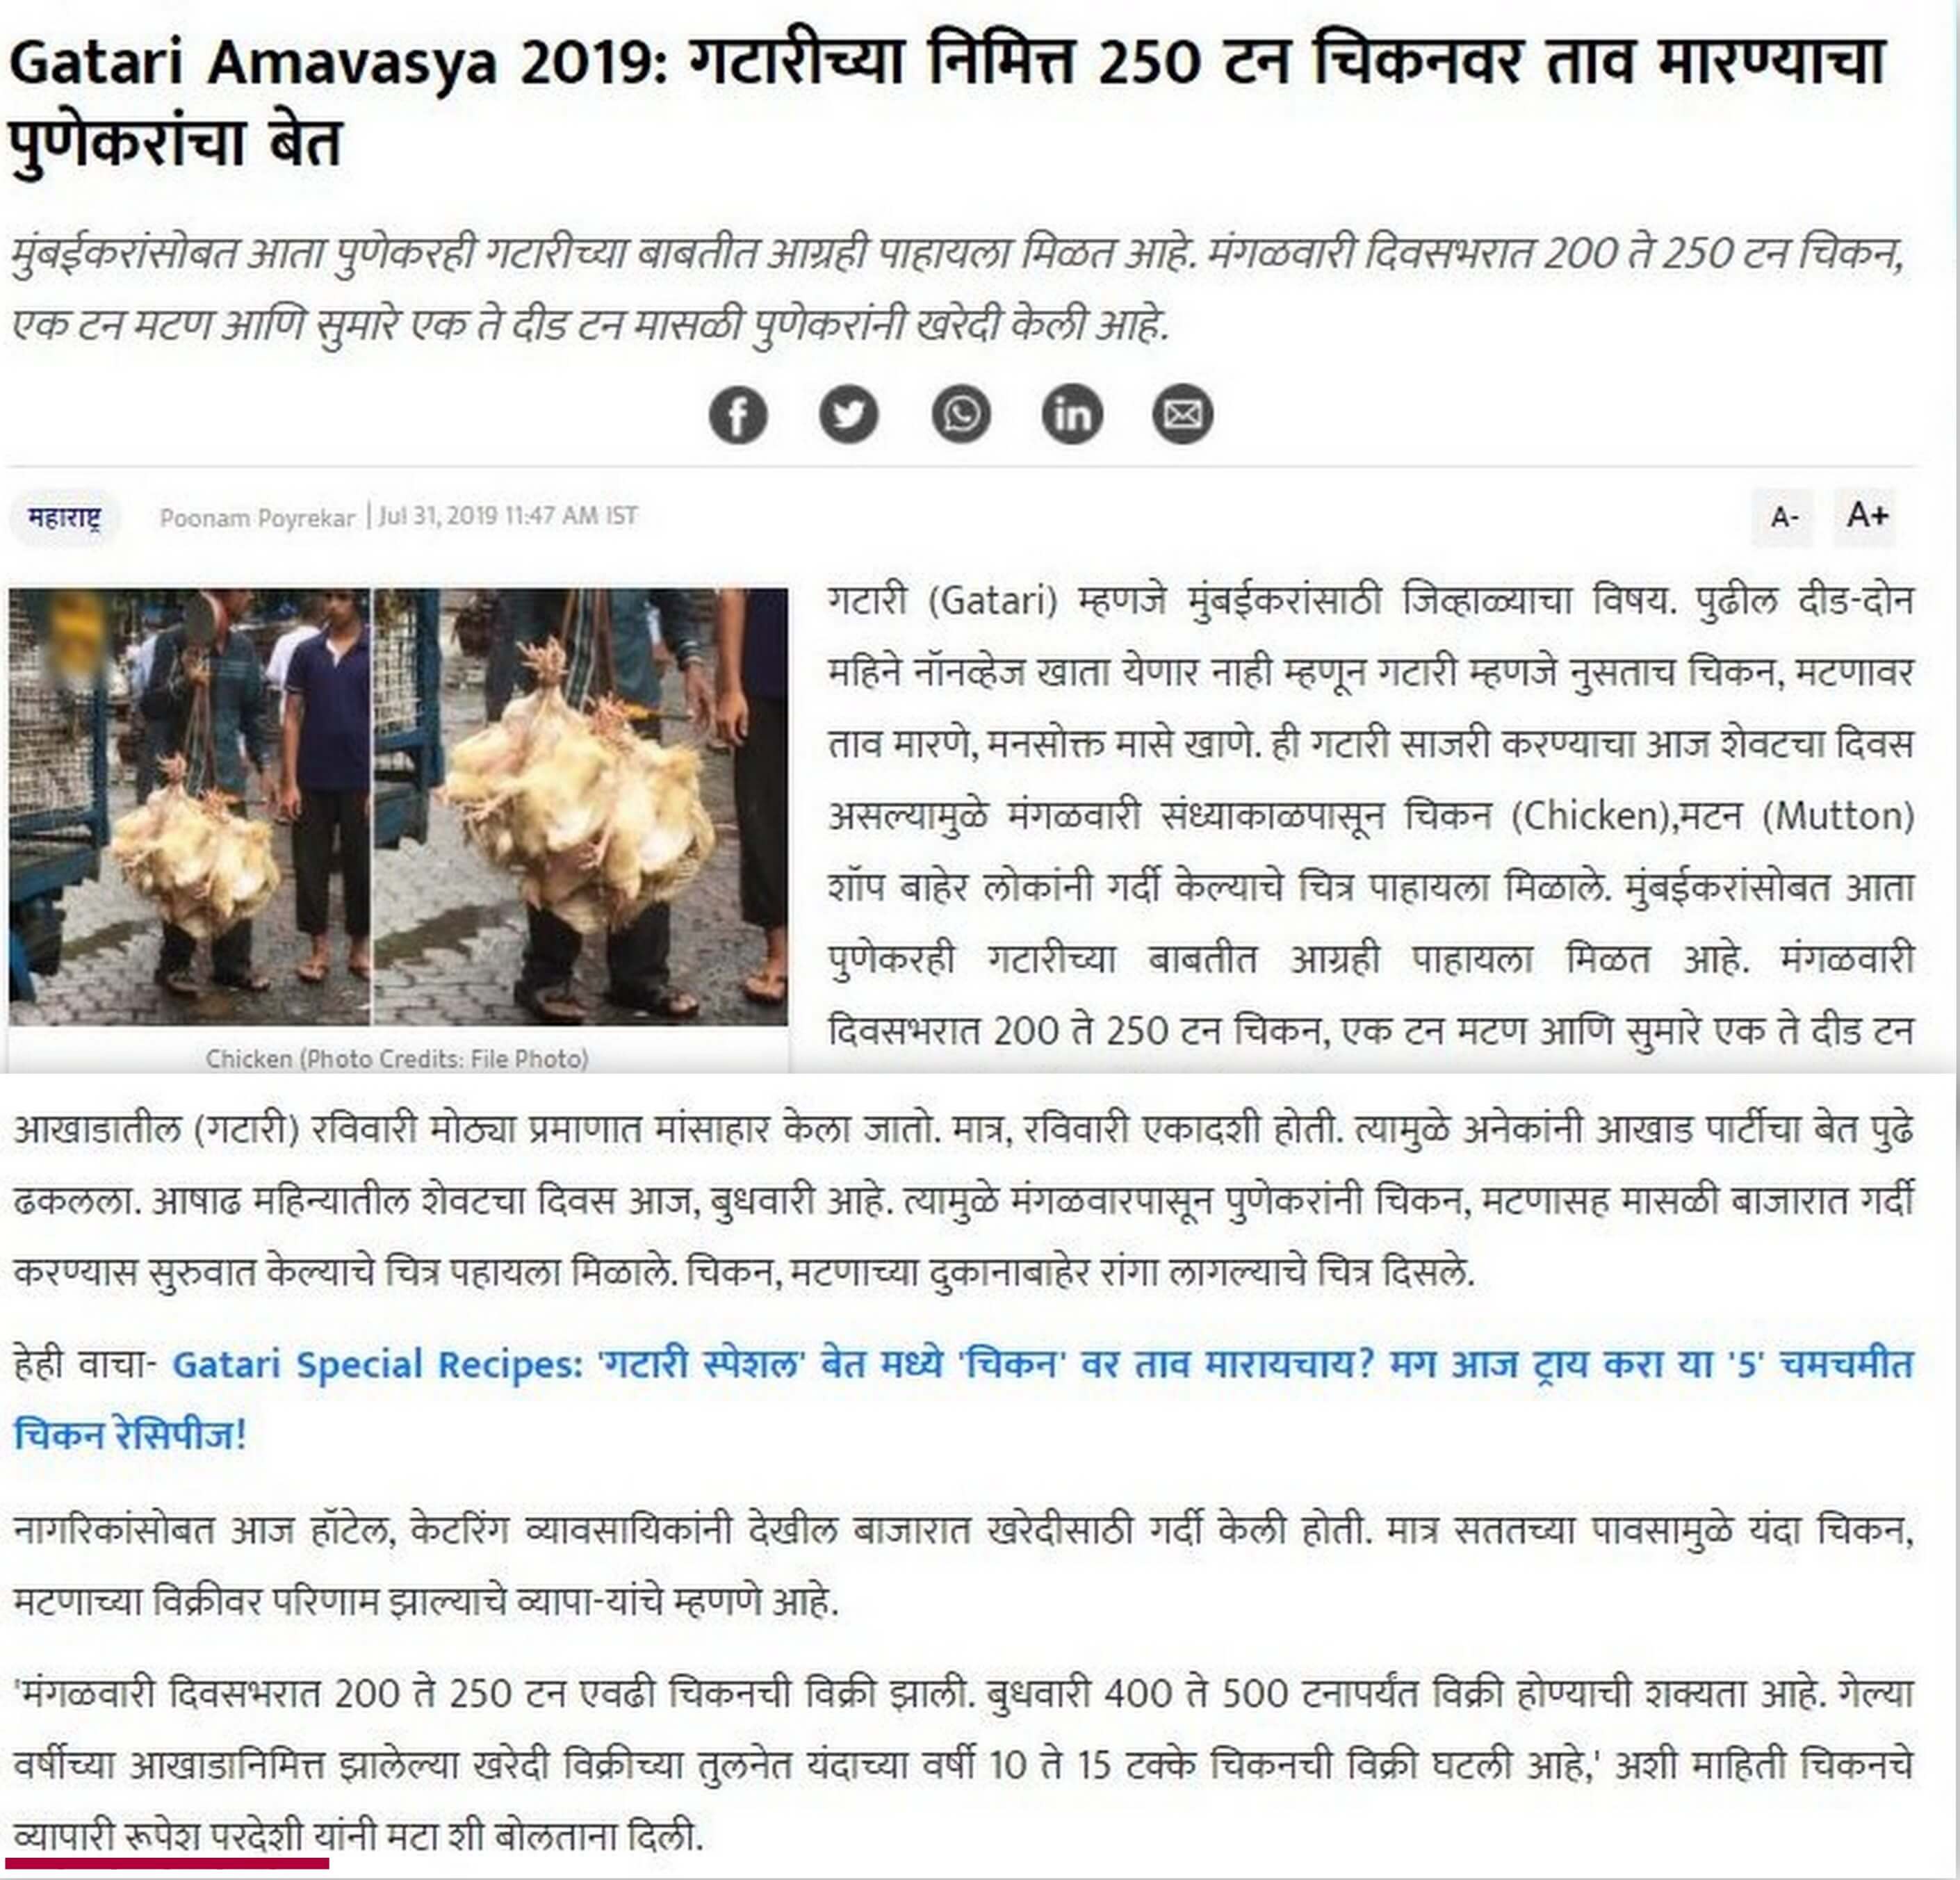 Gatari Amavasya 2019: गटारीच्या निमित्त 250 टन चिकनवर ताव मारण्याचा
पुणेकरांचा बेत
मुंबईकरांसोबत आता पुणेकरही गटारीच्या बाबतीत आग्रही पाहायला मिळत आहे. मंगळवारी दिवसभरात 200 ते 250 टन चिकन,
एक टन मटण आणि सुमारे एक ते दीड टन मासळी पुणेकरांनी खरेदी केली आहे.
महाराष्ट्र Poonam Poyrekar | Jul 31, 2019 11:47 AM IST A- A+
गटारी (Gatari) म्हणजे मुंबईकरांसाठी जिव्हाळ्याचा विषय. पुढील दीड-दोन
महिने नॉनव्हेज खाता येणार नाही म्हणून गटारी म्हणजे नुसताच चिकन, मटणावर
ताव मारणे, मनसोक्त मासे खाणे. ही गटारी साजरी करण्याचा आज शेवटचा दिवस
असल्यामुळे मंगळवारी संध्याकाळपासून चिकन (Chicken),मटन (Mutton)
शॉप बाहेर लोकांनी गर्दी केल्याचे चित्र पाहायला मिळाले. मुंबईकरांसोबत आता
पुणेकरही गटारीच्या बाबतीत आग्रही पाहायला मिळत आहे. मंगळवारी
दिवसभरात 200 ते 250 टन चिकन, एक टन मटण आणि सुमारे एक ते दीड टन
Chicken (Photo Credits: File Photo)
आखाडातील (गटारी) रविवारी मोठ्या प्रमाणात मांसाहार केला जातो. मात्र, रविवारी एकादशी होती. त्यामुळे अनेकांनी आखाड पार्टीचा बेत पुढे
ढकलला. आषाढ महिन्यातील शेवटचा दिवस आज, बुधवारी आहे. त्यामुळे मंगळवारपासून पुणेकरांनी चिकन, मटणासह मासळी बाजारात गर्दी
करण्यास सुरुवात केल्याचे चित्र पहायला मिळाले. चिकन, मटणाच्या दुकानाबाहेर रांगा लागल्याचे चित्र दिसले.
हेही वाचा- Gatari Special Recipes: 'गटारी स्पेशल' बेत मध्ये 'चिकन' वर ताव मारायचाय? मग आज ट्राय करा या '5' चमचमीत
चिकन रेसिपीज!
नागरिकांसोबत आज हॉटेल, केटरिंग व्यावसायिकांनी देखील बाजारात खरेदीसाठी गर्दी केली होती. मात्र सततच्या पावसामुळे यंदा चिकन,
मटणाच्या विक्रीवर परिणाम झाल्याचे व्यापा-यांचे म्हणणे आहे.
'मंगळवारी दिवसभरात 200 ते 250 टन एवढी चिकनची विक्री झाली. बुधवारी 400 ते 500 टनापर्यंत विक्री होण्याची शक्यता आहे. गेल्या
वर्षीच्या आखाडानिमित्त झालेल्या खरेदी विक्रीच्या तुलनेत यंदाच्या वर्षी 10 ते 15 टक्के चिकनची विक्री घटली आहे,' अशी माहिती चिकनचे
व्यापारी रूपेश परदेशी यांनी मटा शी बोलताना दिली.